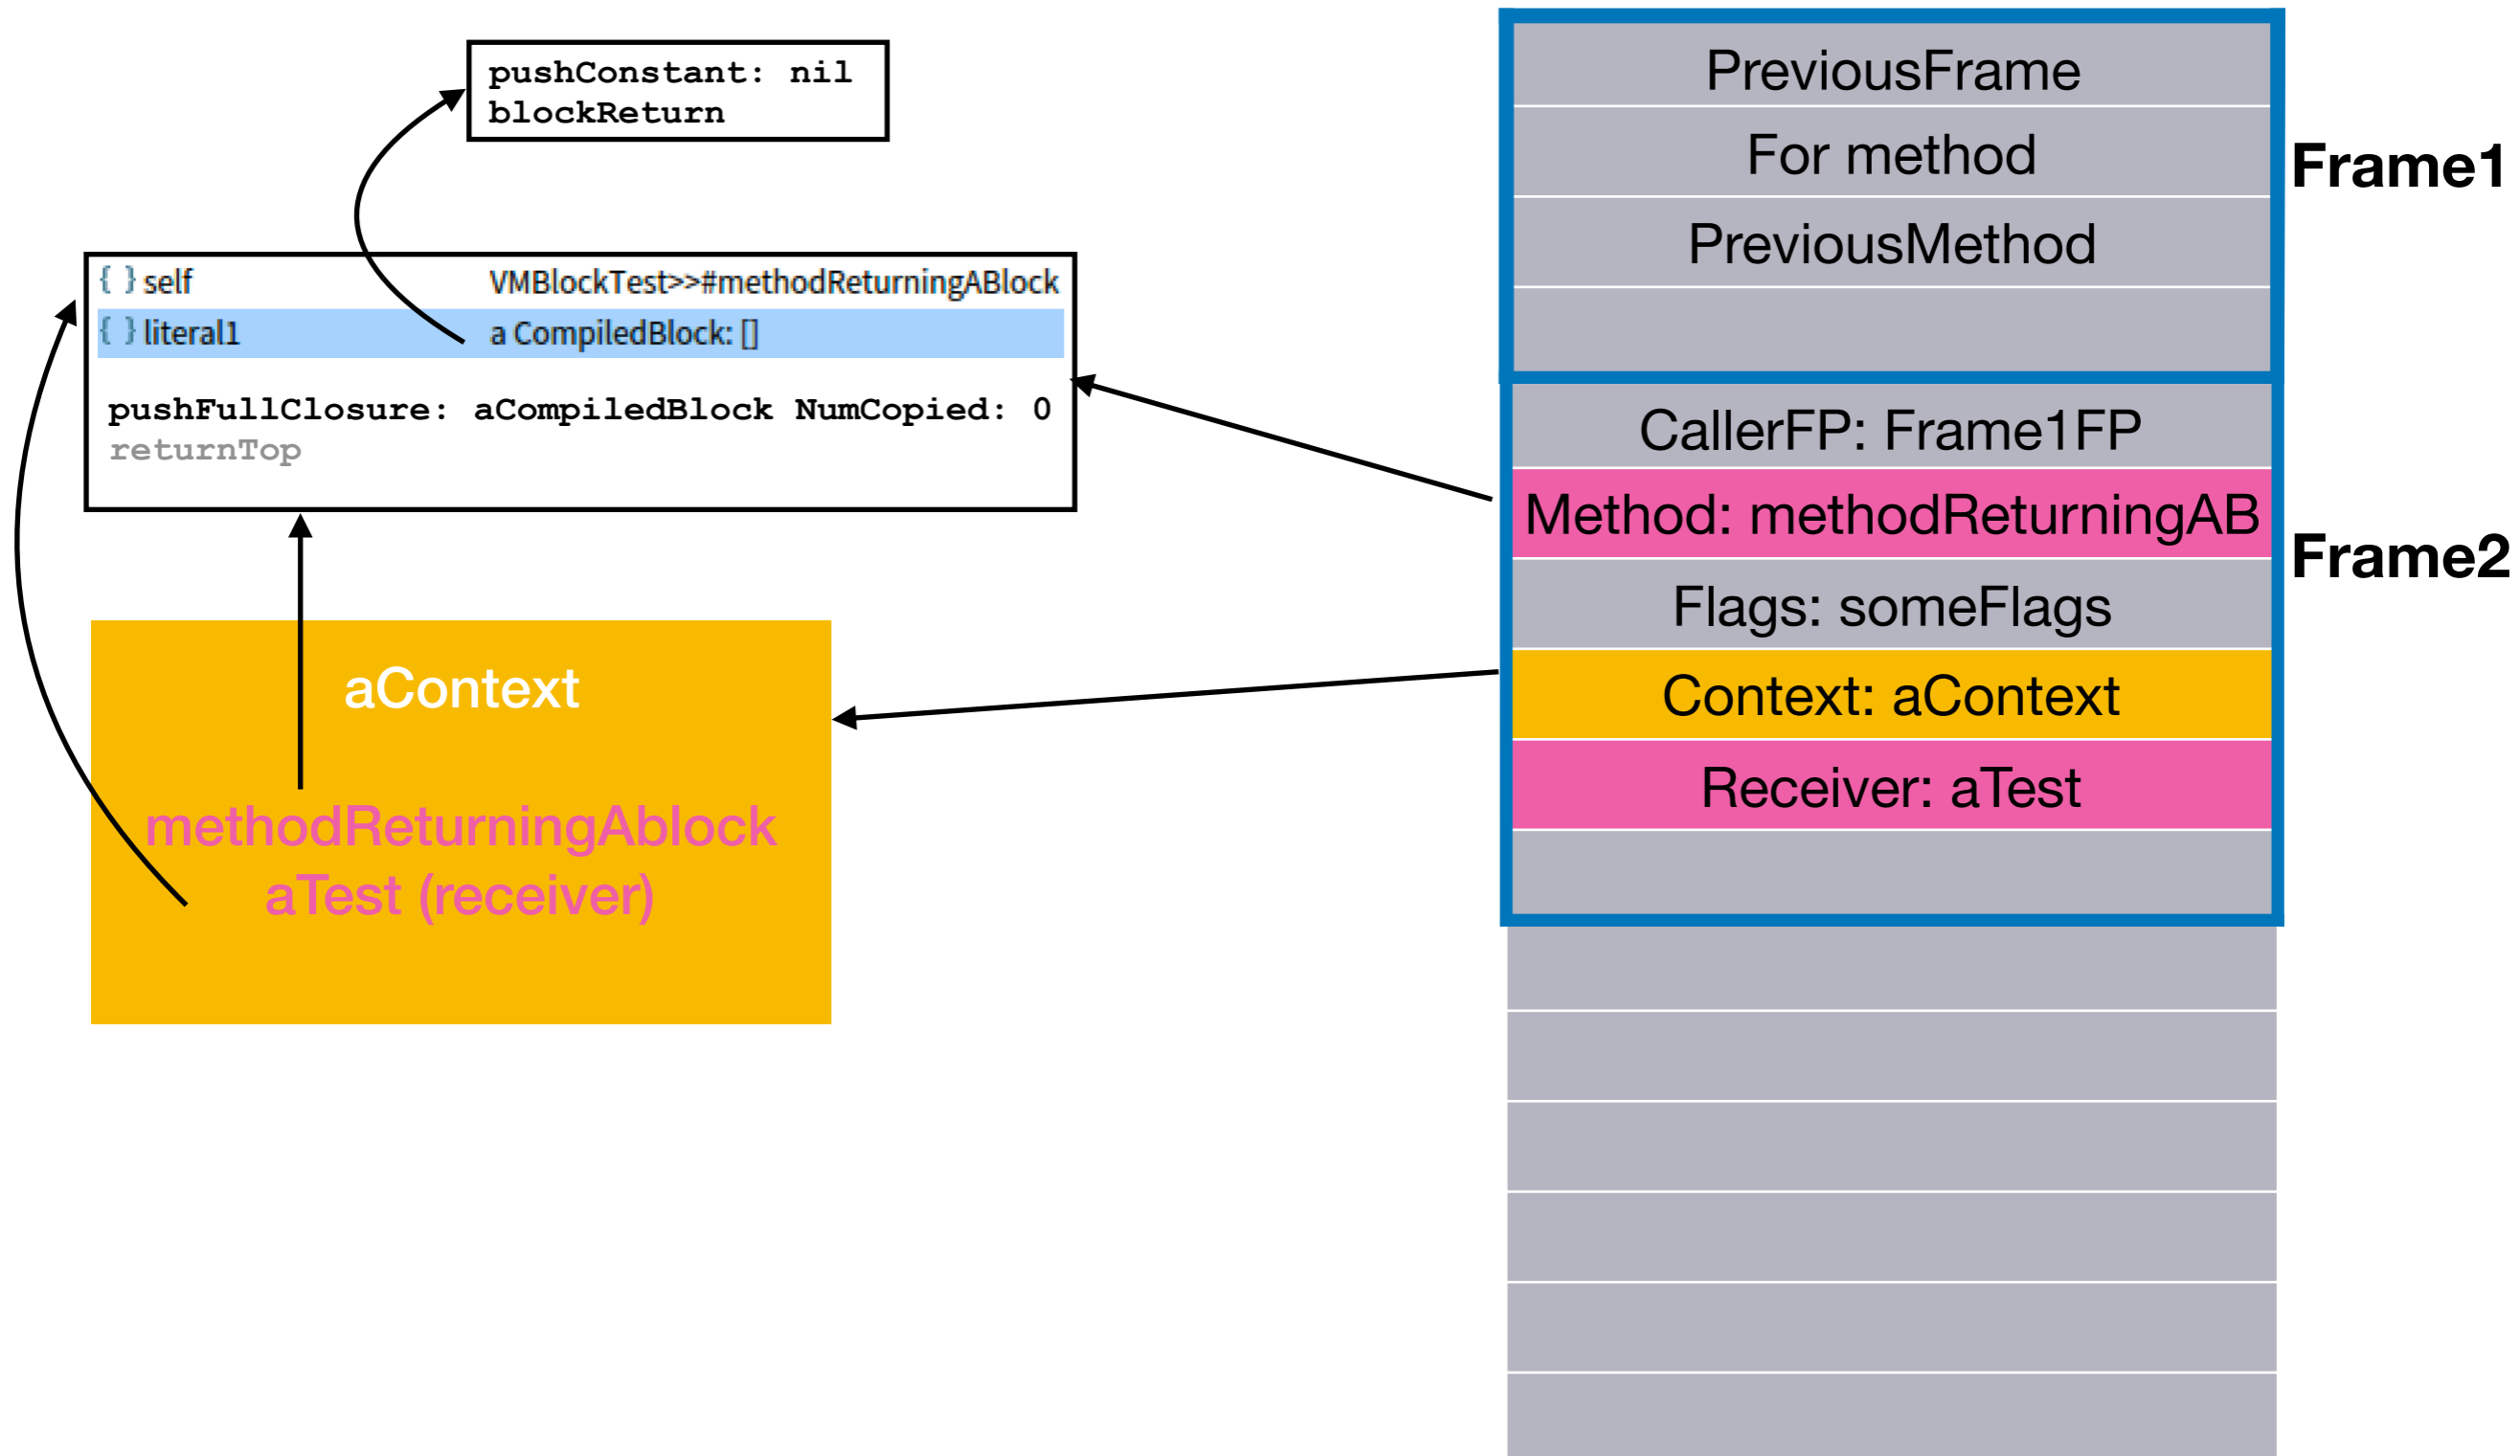 pushConstant: nil
blockReturn
{ } self VMBlockTest>>#methodReturningABlock
{ } literal1 a CompiledBlock: []
pushFullClosure: aCompiledBlock NumCopied: 0
returnTop
aContext
methodReturningAblock
aTest (receiver)
PreviousFrame
For method
PreviousMethod
Frame1
CallerFP: Frame1FP
Method: methodReturningAB
Flags: someFlags
Context: aContext
Receiver: aTest
Frame2